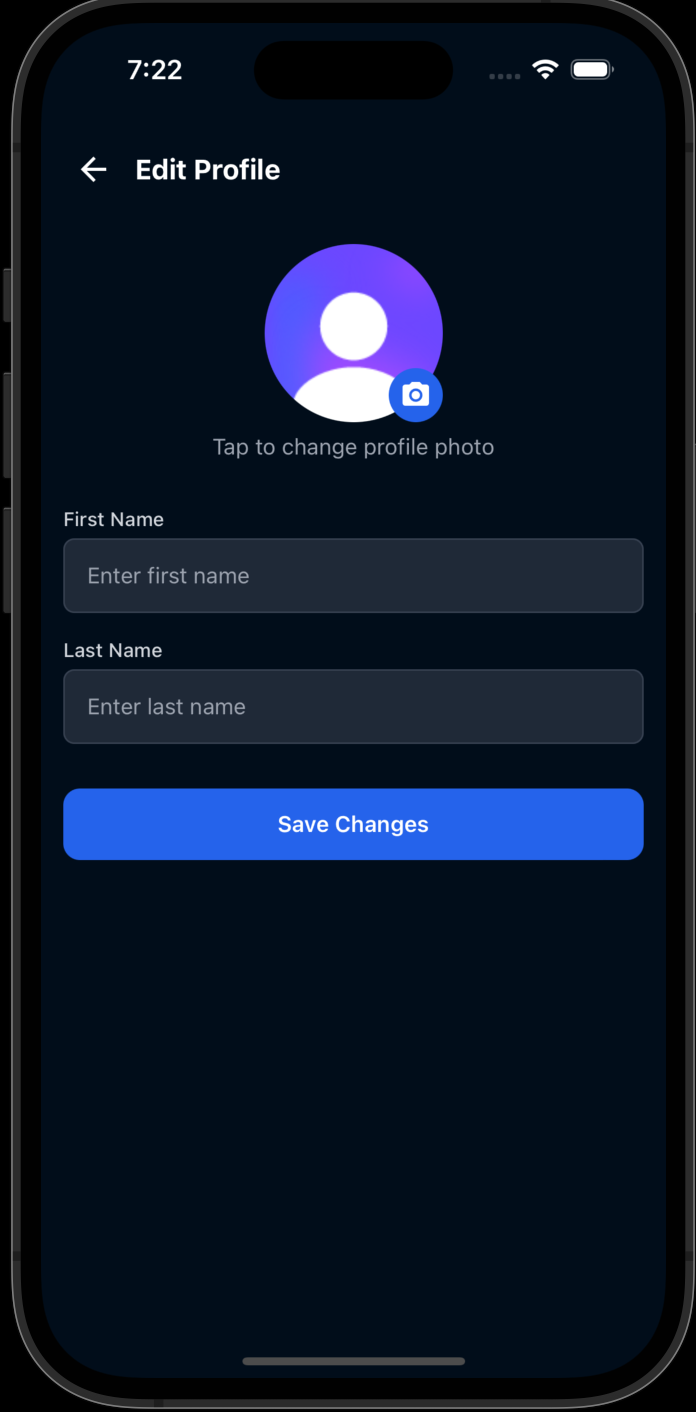 7:22
Edit Profile
Tap to change profile photo
First Name
Enter first name
Last Name
Enter last name
Save Changes